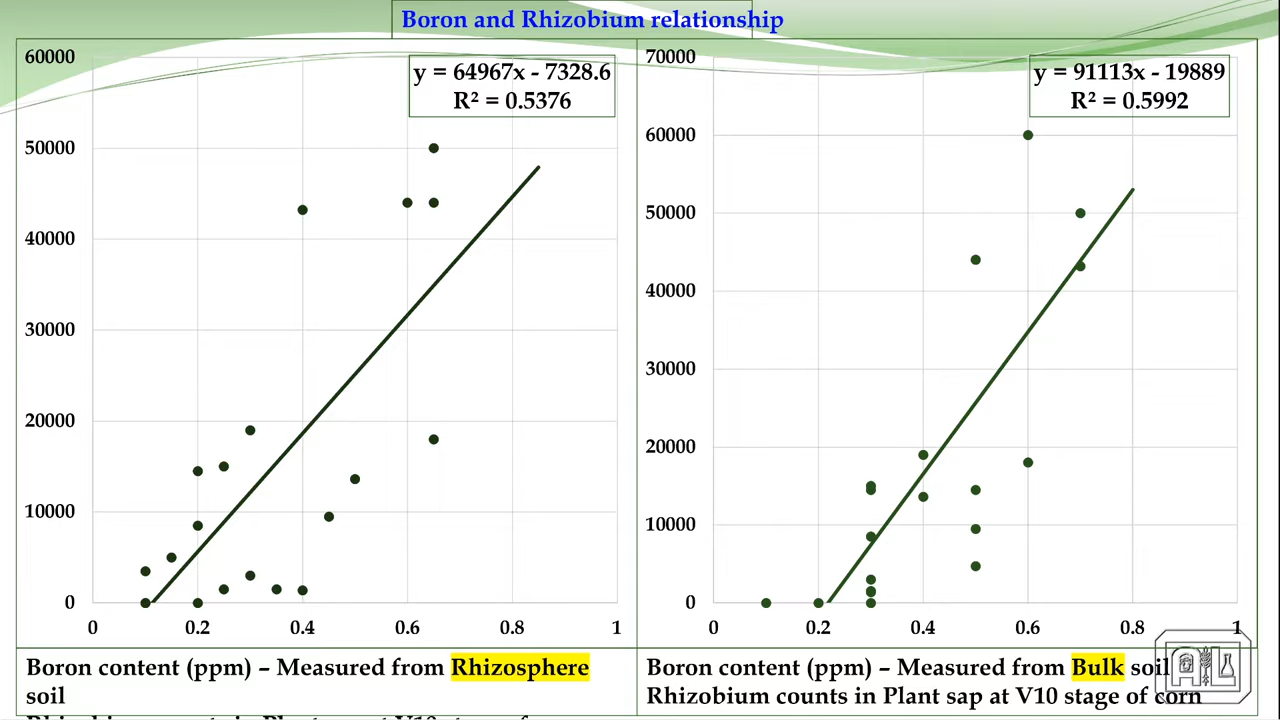 Boron and Rhizobium relationship
60000
50000
40000
30000
20000
10000
0
0 0.2 0.4 0.6 0.8 1
y = 64967x - 7328.6
R² = 0.5376
Boron content (ppm) – Measured from Rhizosphere
soil
70000
60000
50000
40000
30000
20000
10000
0
0 0.2 0.4 0.6 0.8 1
y = 91113x - 19889
R² = 0.5992
Boron content (ppm) – Measured from Bulk soil
Rhizobium counts in Plant sap at V10 stage of corn